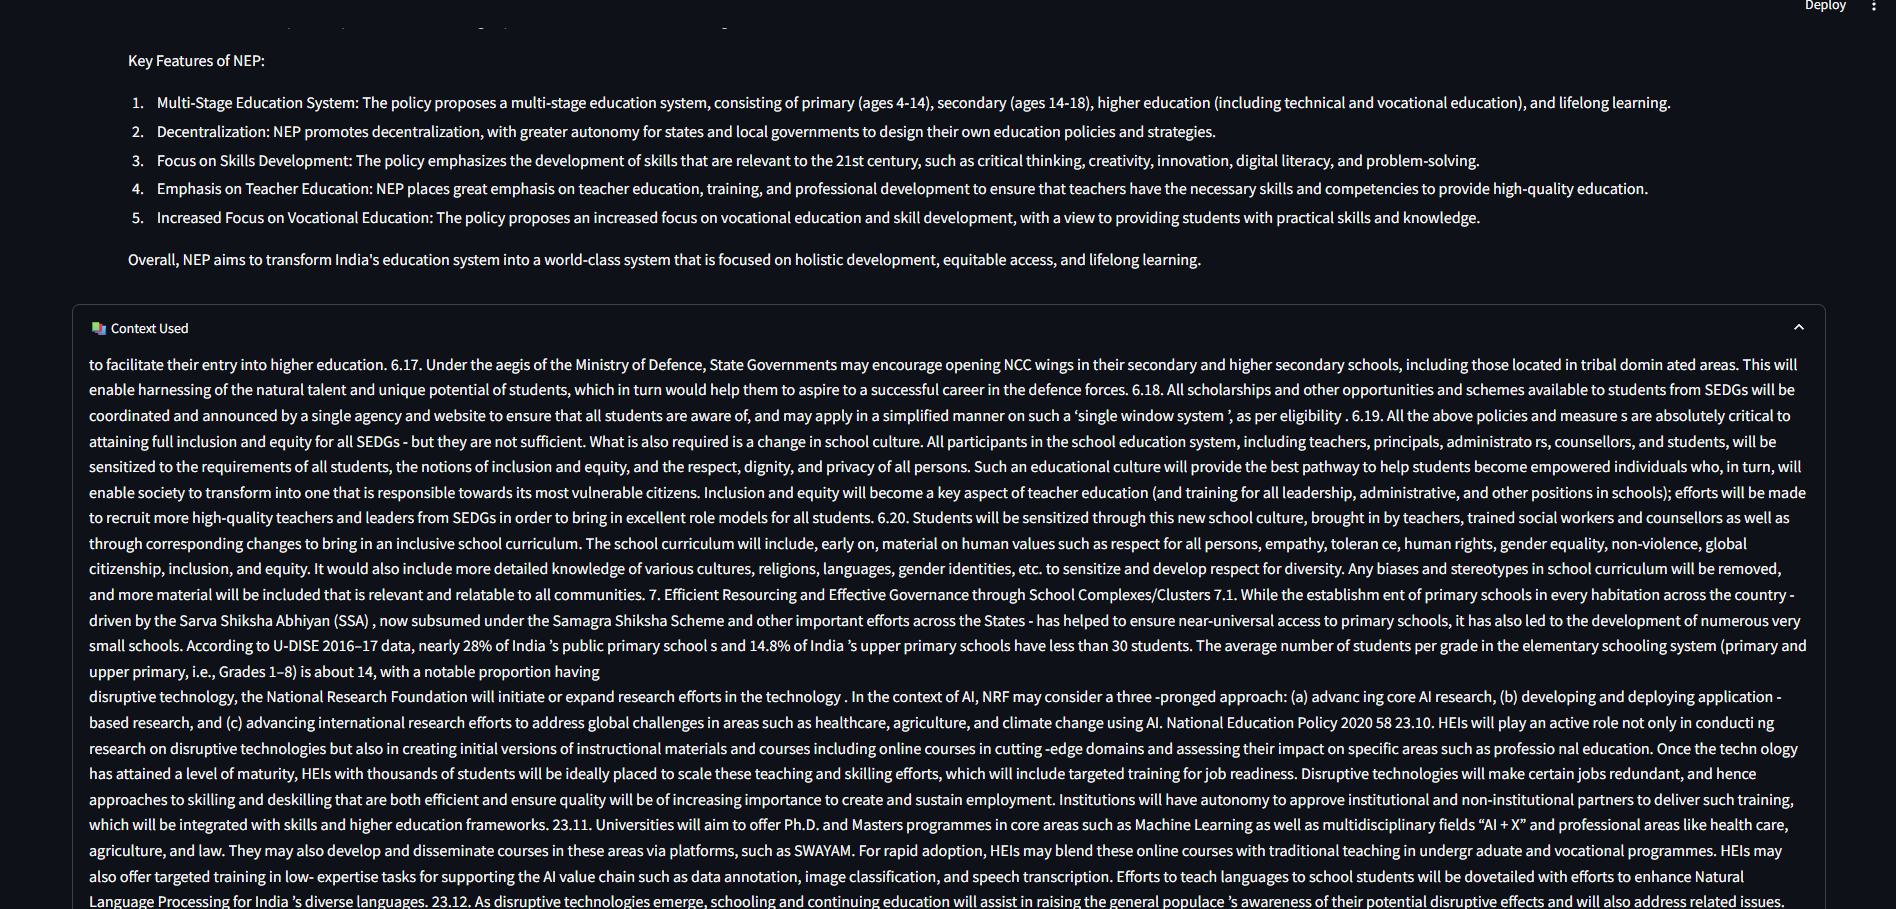 Deploy
Key Features of NEP:
1. Multi-Stage Education System: The policy proposes a multi-stage education system, consisting of primary (ages 4-14), secondary (ages 14-18), higher education (including technical and vocational education), and lifelong learning.
2. Decentralization: NEP promotes decentralization, with greater autonomy for states and local governments to design their own education policies and strategies.
3. Focus on Skills Development: The policy emphasizes the development of skills that are relevant to the 21st century, such as critical thinking, creativity, innovation, digital literacy, and problem-solving.
4. Emphasis on Teacher Education: NEP places great emphasis on teacher education, training, and professional development to ensure that teachers have the necessary skills and competencies to provide high-quality education.
5. Increased Focus on Vocational Education: The policy proposes an increased focus on vocational education and skill development, with a view to providing students with practical skills and knowledge.
Overall, NEP aims to transform India's education system into a world-class system that is focused on holistic development, equitable access, and lifelong learning.
Context Used
to facilitate their entry into higher education. 6.17. Under the aegis of the Ministry of Defence, State Governments may encourage opening NCC wings in their secondary and higher secondary schools, including those located in tribal domin ated areas. This will
enable harnessing of the natural talent and unique potential of students, which in turn would help them to aspire to a successful career in the defence forces. 6.18. All scholarships and other opportunities and schemes available to students from SEDGs will be
coordinated and announced by a single agency and website to ensure that all students are aware of, and may apply in a simplified manner on such a ‘single window system ’, as per eligibility . 6.19. All the above policies and measure s are absolutely critical to
attaining full inclusion and equity for all SEDGs - but they are not sufficient. What is also required is a change in school culture. All participants in the school education system, including teachers, principals, administrato rs, counsellors, and students, will be
sensitized to the requirements of all students, the notions of inclusion and equity, and the respect, dignity, and privacy of all persons. Such an educational culture will provide the best pathway to help students become empowered individuals who, in turn, will
enable society to transform into one that is responsible towards its most vulnerable citizens. Inclusion and equity will become a key aspect of teacher education (and training for all leadership, administrative, and other positions in schools); efforts will be made
to recruit more high-quality teachers and leaders from SEDGs in order to bring in excellent role models for all students. 6.20. Students will be sensitized through this new school culture, brought in by teachers, trained social workers and counsellors as well as
through corresponding changes to bring in an inclusive school curriculum. The school curriculum will include, early on, material on human values such as respect for all persons, empathy, toleran ce, human rights, gender equality, non-violence, global
citizenship, inclusion, and equity. It would also include more detailed knowledge of various cultures, religions, languages, gender identities, etc. to sensitize and develop respect for diversity. Any biases and stereotypes in school curriculum will be removed,
and more material will be included that is relevant and relatable to all communities. 7. Efficient Resourcing and Effective Governance through School Complexes/Clusters 7.1. While the establishm ent of primary schools in every habitation across the country -
driven by the Sarva Shiksha Abhiyan (SSA) , now subsumed under the Samagra Shiksha Scheme and other important efforts across the States - has helped to ensure near-universal access to primary schools, it has also led to the development of numerous very
small schools. According to U-DISE 2016–17 data, nearly 28% of India ’s public primary school s and 14.8% of India ’s upper primary schools have less than 30 students. The average number of students per grade in the elementary schooling system (primary and
upper primary, i.e., Grades 1–8) is about 14, with a notable proportion having
disruptive technology, the National Research Foundation will initiate or expand research efforts in the technology . In the context of AI, NRF may consider a three -pronged approach: (a) advanc ing core AI research, (b) developing and deploying application -
based research, and (c) advancing international research efforts to address global challenges in areas such as healthcare, agriculture, and climate change using AI. National Education Policy 2020 58 23.10. HEIs will play an active role not only in conducti ng
research on disruptive technologies but also in creating initial versions of instructional materials and courses including online courses in cutting -edge domains and assessing their impact on specific areas such as professio nal education. Once the techn ology
has attained a level of maturity, HEIs with thousands of students will be ideally placed to scale these teaching and skilling efforts, which will include targeted training for job readiness. Disruptive technologies will make certain jobs redundant, and hence
approaches to skilling and deskilling that are both efficient and ensure quality will be of increasing importance to create and sustain employment. Institutions will have autonomy to approve institutional and non-institutional partners to deliver such training,
which will be integrated with skills and higher education frameworks. 23.11. Universities will aim to offer Ph.D. and Masters programmes in core areas such as Machine Learning as well as multidisciplinary fields “AI + X” and professional areas like health care,
agriculture, and law. They may also develop and disseminate courses in these areas via platforms, such as SWAYAM. For rapid adoption, HEIs may blend these online courses with traditional teaching in undergr aduate and vocational programmes. HEIs may
also offer targeted training in low- expertise tasks for supporting the AI value chain such as data annotation, image classification, and speech transcription. Efforts to teach languages to school students will be dovetailed with efforts to enhance Natural
Language Processing for India ’s diverse languages. 23.12. As disruptive technologies emerge, schooling and continuing education will assist in raising the general populace ’s awareness of their potential disruptive effects and will also address related issues.